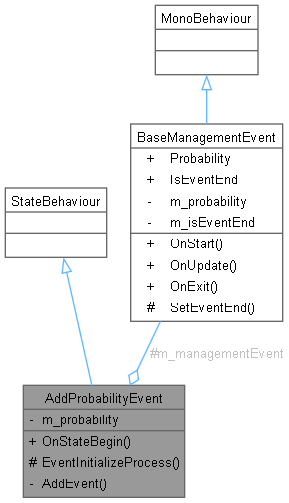 MonoBehaviour
BaseManagementEvent
+ Probability
+ IsEventEnd
- m_probability
- m_isEventEnd
+ OnStart()
+ OnUpdate()
+ OnExit()
# SetEventEnd()
StateBehaviour
#m_managementEvent
AddProbabilityEvent
- m_probability
+ OnStateBegin()
# EventInitializeProcess()
- AddEvent()